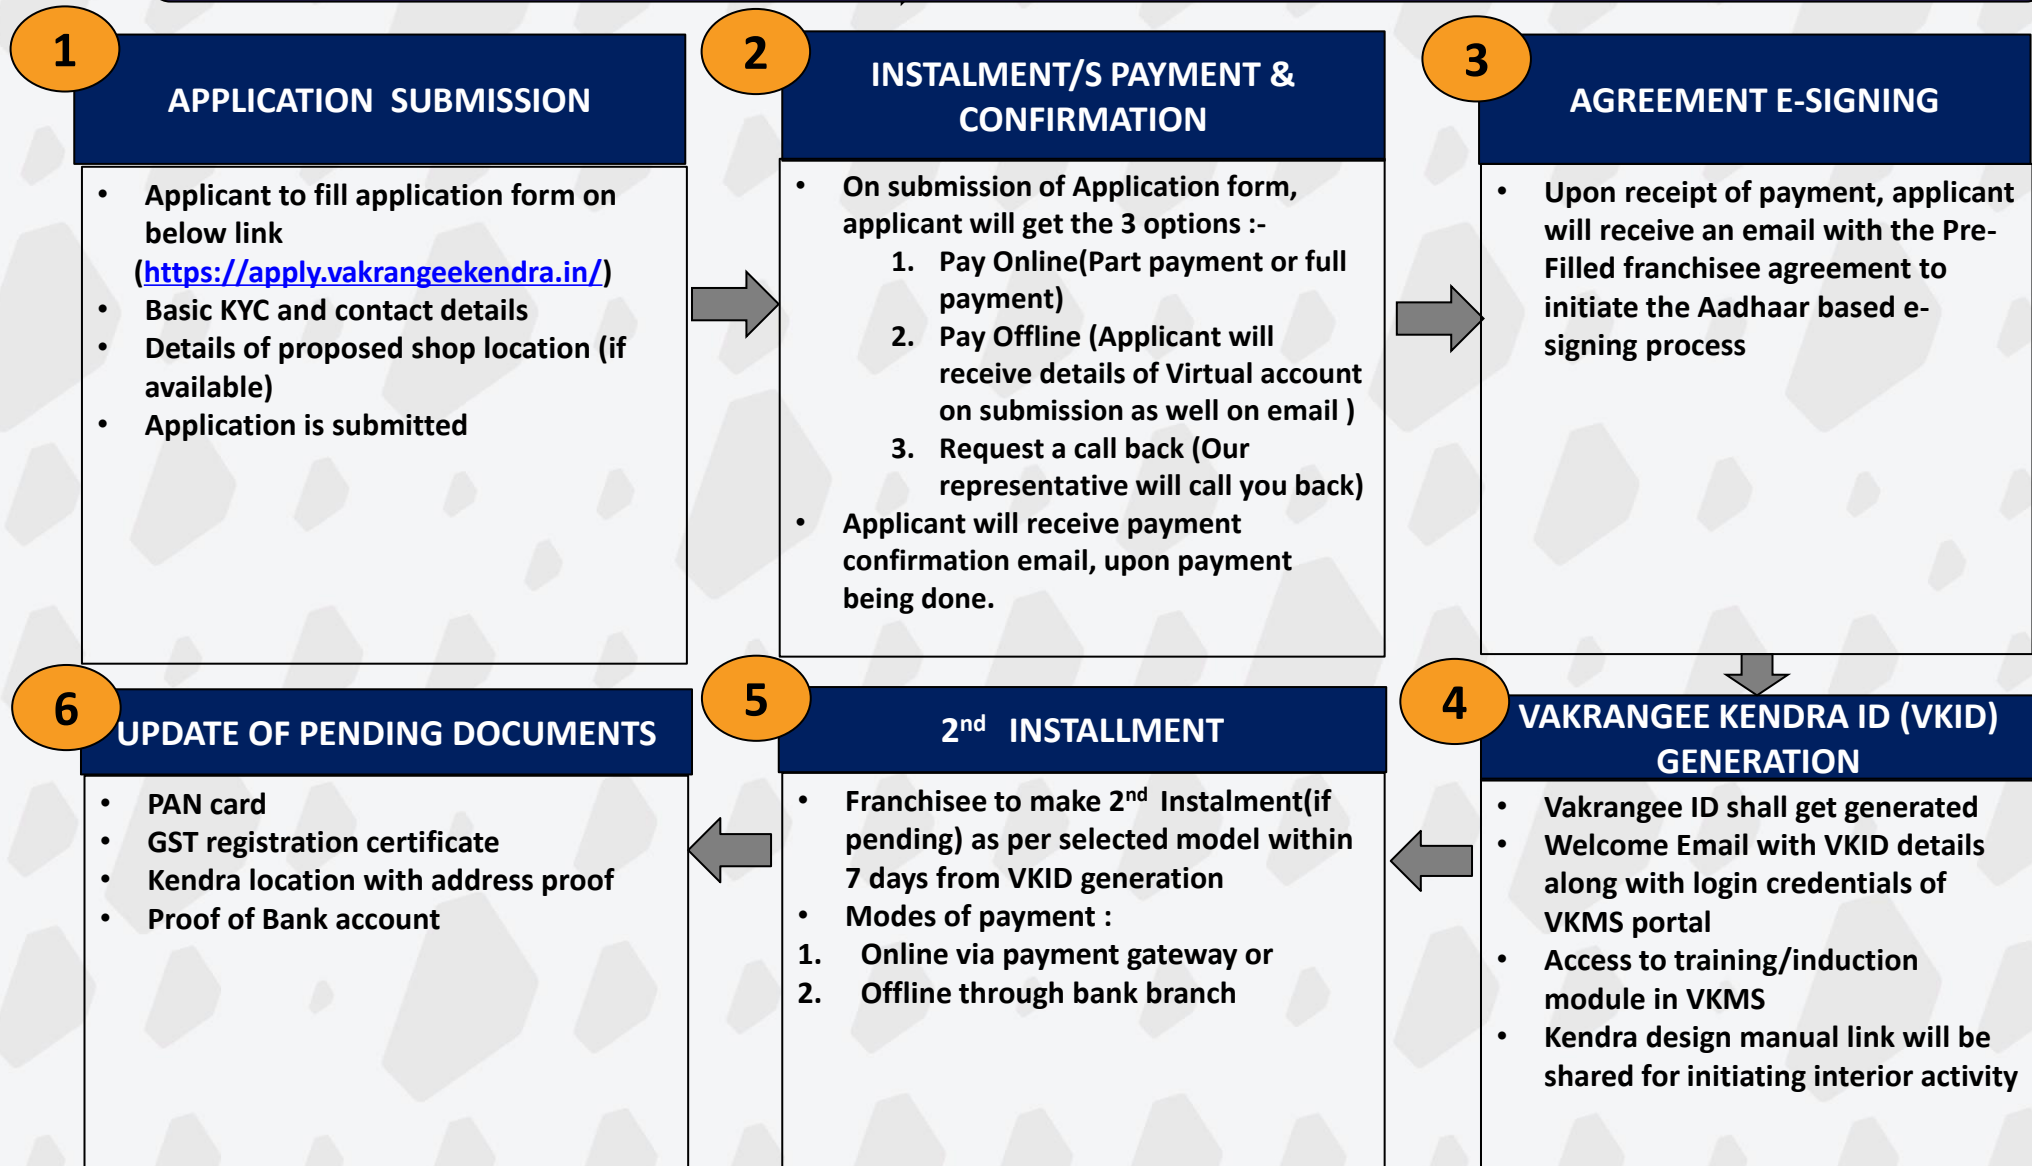 1
APPLICATION SUBMISSION
• Applicant to fill application form on
below link
(https://apply.vakrangeekendra.in/)
• Basic KYC and contact details
• Details of proposed shop location (if
available)
• Application is submitted
2
INSTALMENT/S PAYMENT &
CONFIRMATION
• On submission of Application form,
applicant will get the 3 options :-
1. Pay Online(Part payment or full
payment)
2. Pay Offline (Applicant will
receive details of Virtual account
on submission as well on email )
3. Request a call back (Our
representative will call you back)
• Applicant will receive payment
confirmation email, upon payment
being done.
3
AGREEMENT E-SIGNING
• Upon receipt of payment, applicant
will receive an email with the Pre-
Filled franchisee agreement to
initiate the Aadhaar based e-
signing process
4
VAKRANGEE KENDRA ID (VKID)
GENERATION
• Vakrangee ID shall get generated
• Welcome Email with VKID details
along with login credentials of
VKMS portal
• Access to training/induction
module in VKMS
• Kendra design manual link will be
shared for initiating interior activity
5
2nd INSTALLMENT
• Franchisee to make 2nd Instalment(if
pending) as per selected model within
7 days from VKID generation
• Modes of payment :
1. Online via payment gateway or
2. Offline through bank branch
6
UPDATE OF PENDING DOCUMENTS
• PAN card
• GST registration certificate
• Kendra location with address proof
• Proof of Bank account